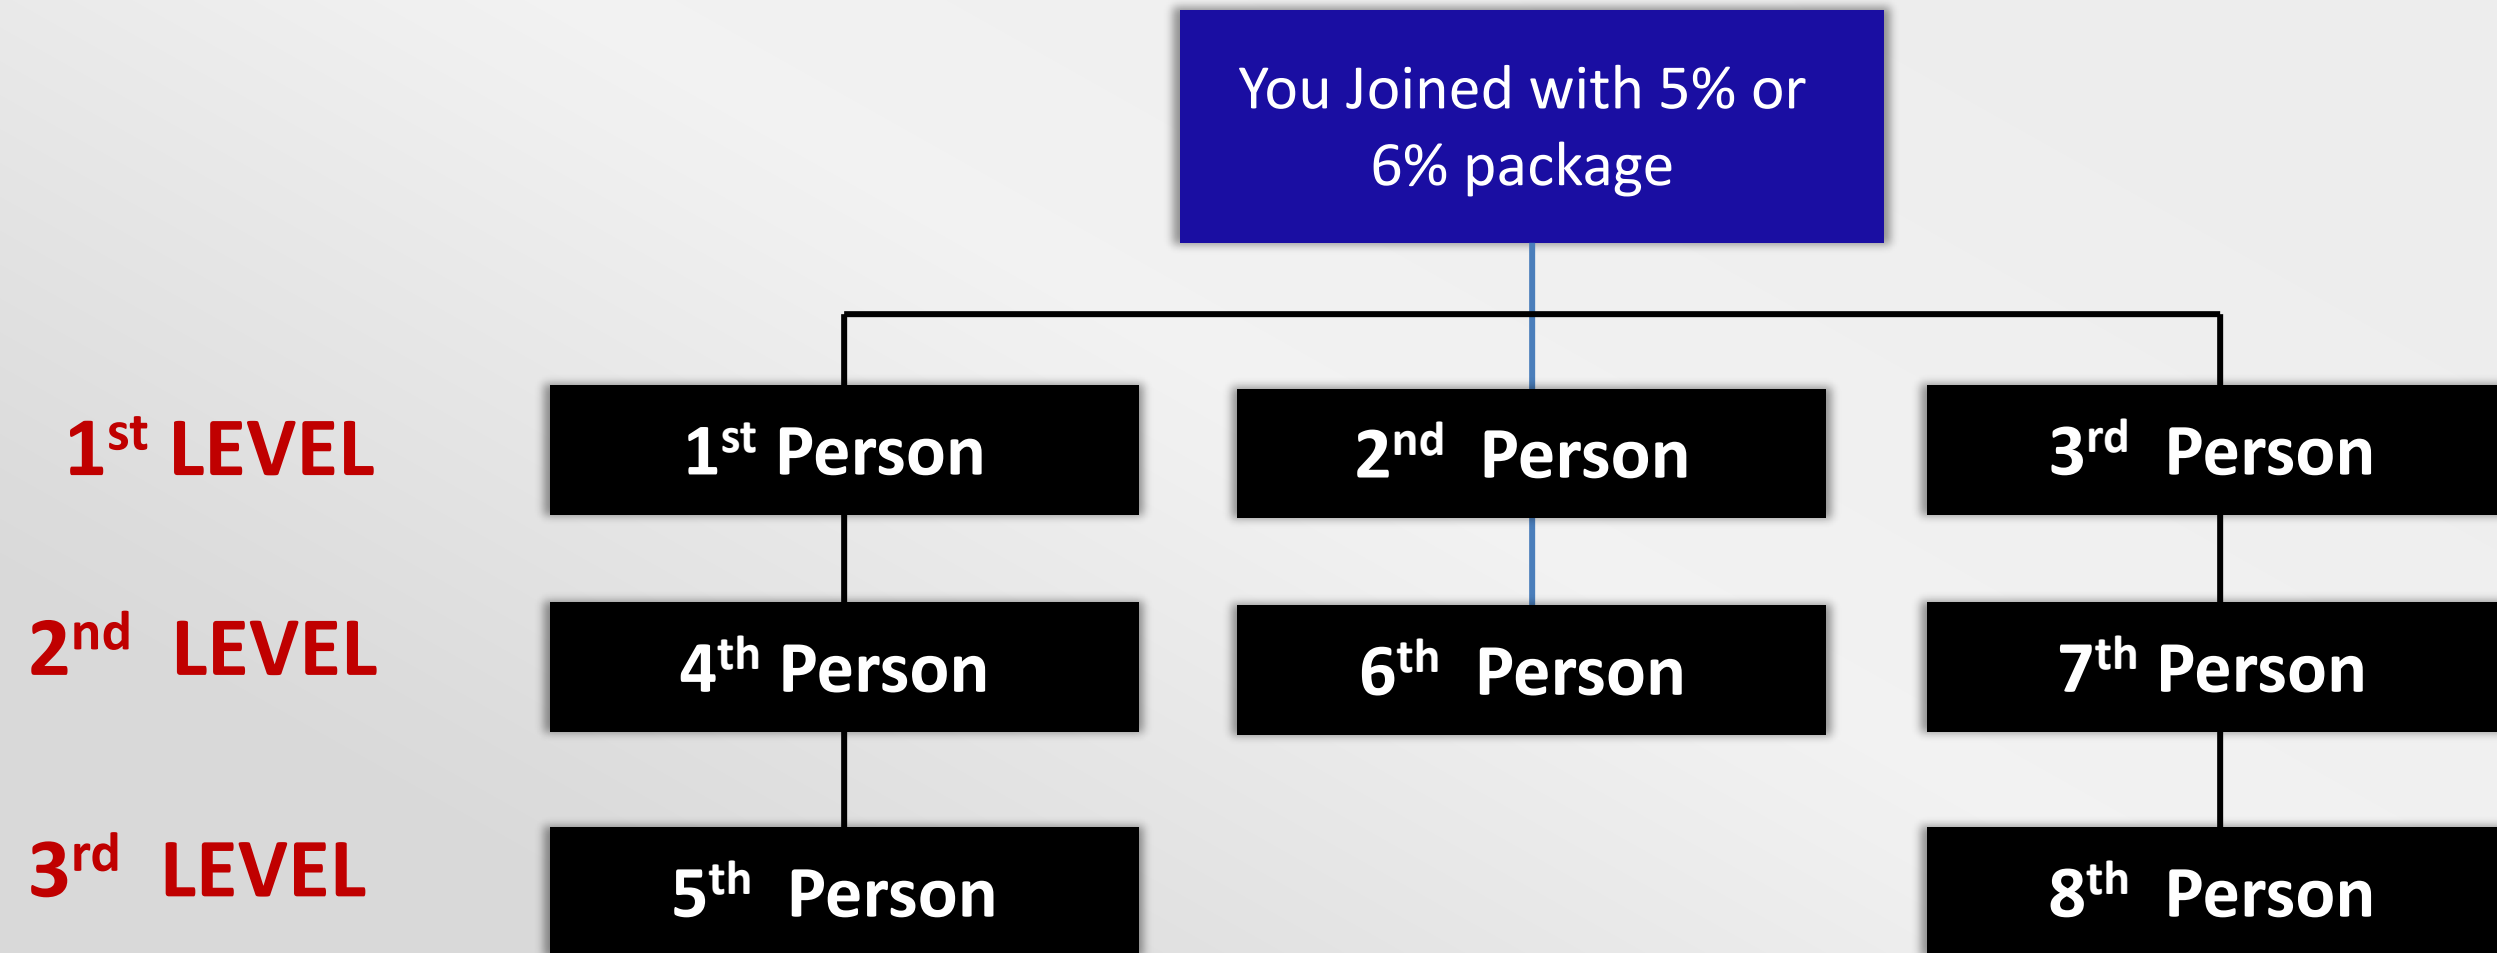 You Joined with 5% or
6% package
1st LEVEL
1st Person
2nd Person
3rd Person
2nd LEVEL
4th Person
6th Person
7th Person
3rd LEVEL
5th Person
8th Person